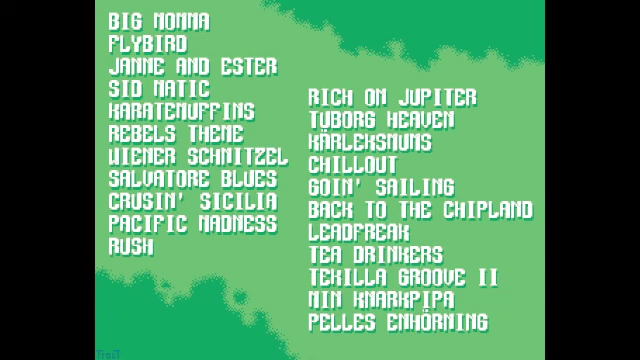 BIG MOMMA
FLYBIRD
JANNE AND ESTER
SID MATIC
KARATEMUFFINS
REBELS THEME
WIENER SCHNITZEL
SALVATORE BLUES
CRUSIN' SICILIA
PACIFIC MADNESS
RUSH
RICH ON JUPITER
TUBORG HEAVEN
KÄRLEKSMUMS
CHILLOUT
GOIN' SAILING
BACK TO THE CHIPLAND
LEADFREAK
TEA DRINKERS
TEKILLA GROOVE II
MIN KNARKPIPA
PELLES ENHÖRNING